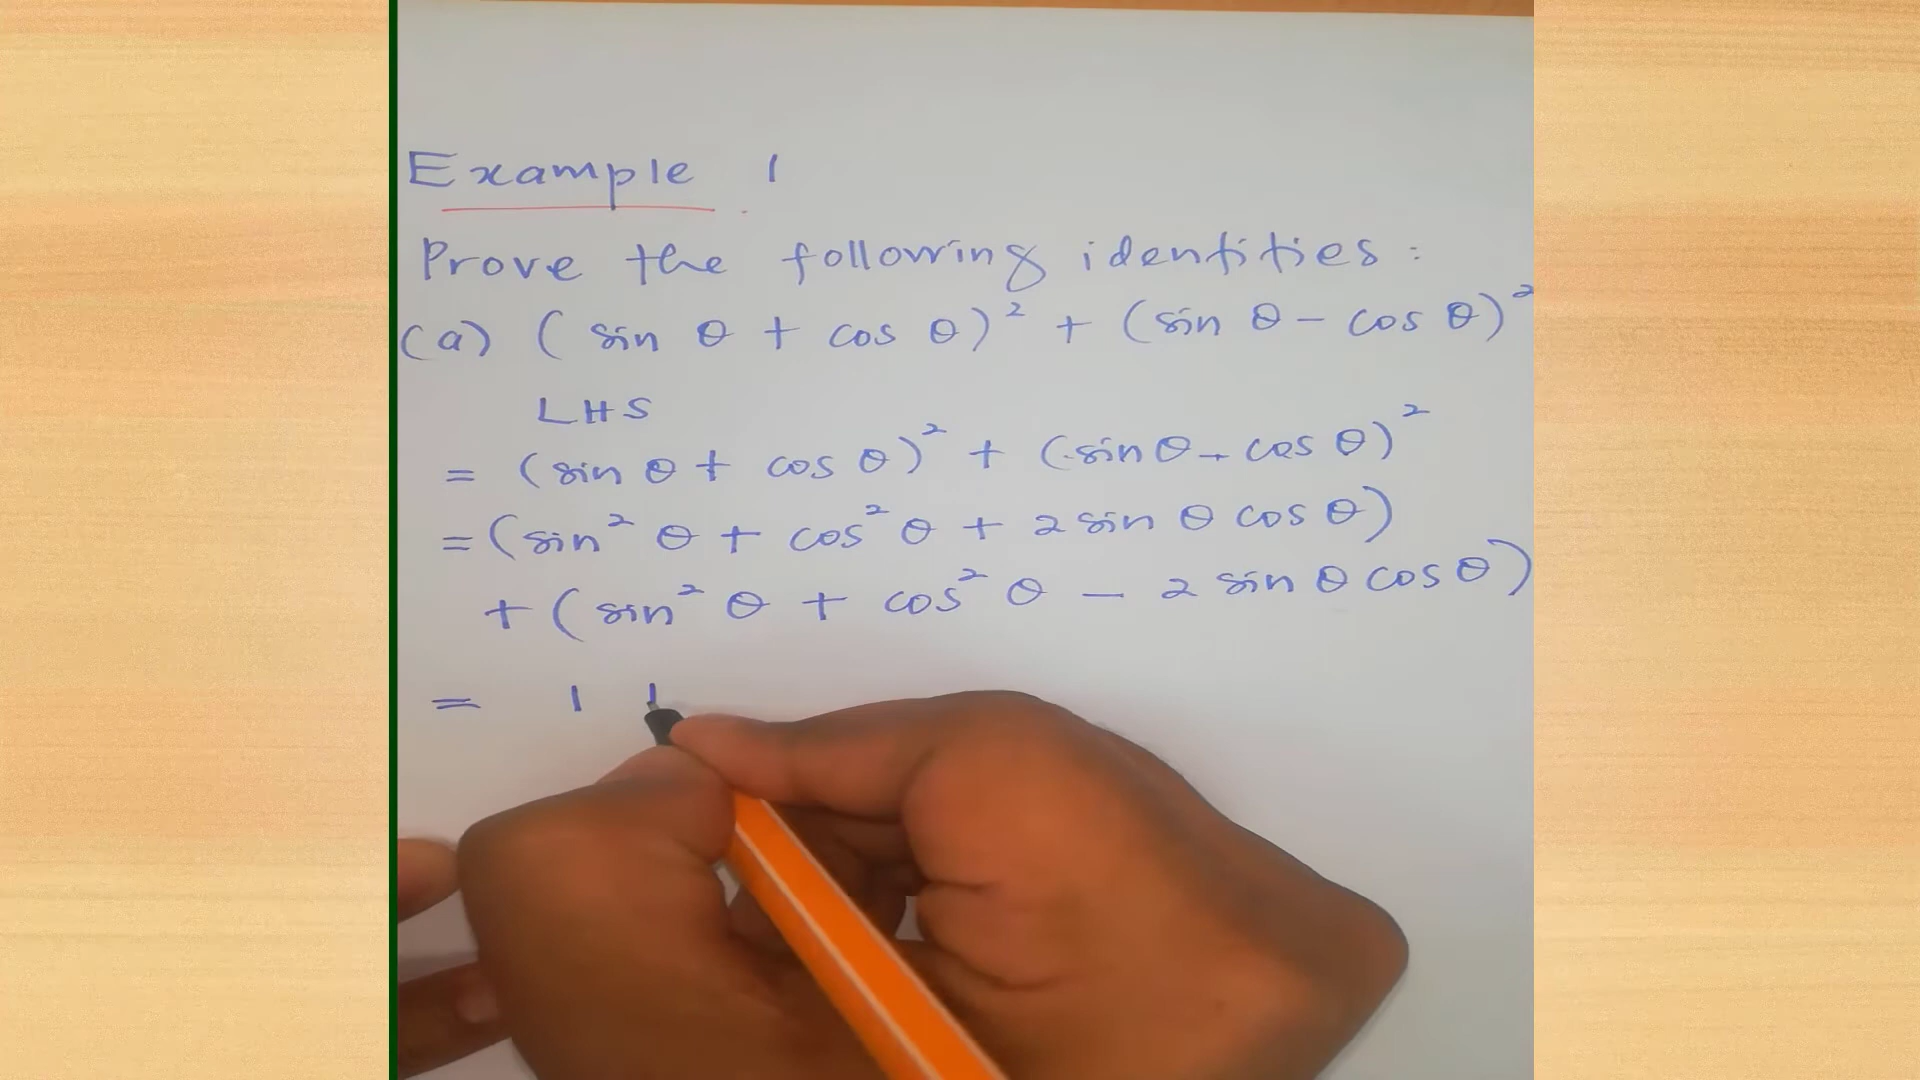 Example 1
Prove the following identities :
(a) (sin θ + cos θ)² + (sin θ - cos θ)²
LHS
= (sin θ + cos θ)² + (sin θ - cos θ)²
= (sin² θ + cos² θ + 2 sin θ cos θ)
+ (sin² θ + cos² θ - 2 sin θ cos θ)
= 1 1